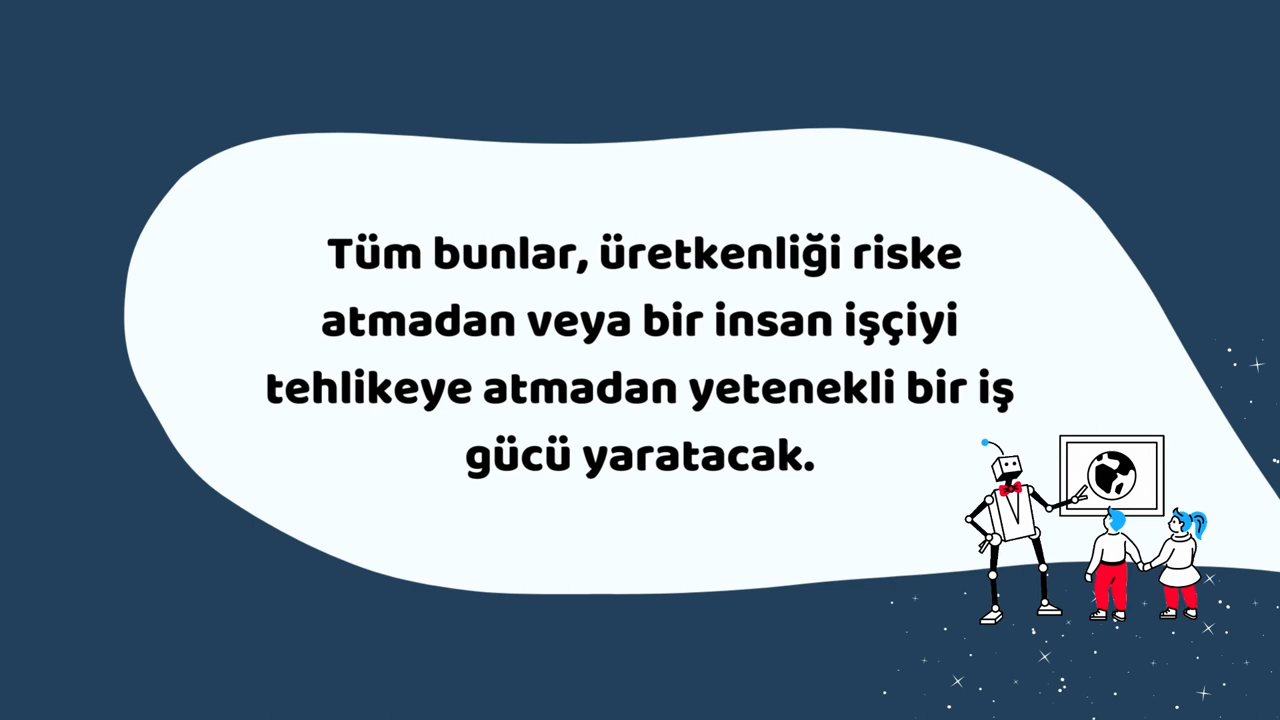 Tüm bunlar, üretkenliği riske
atmadan veya bir insan işçiyi
tehlikeye atmadan yetenekli bir iş
gücü yaratacak.